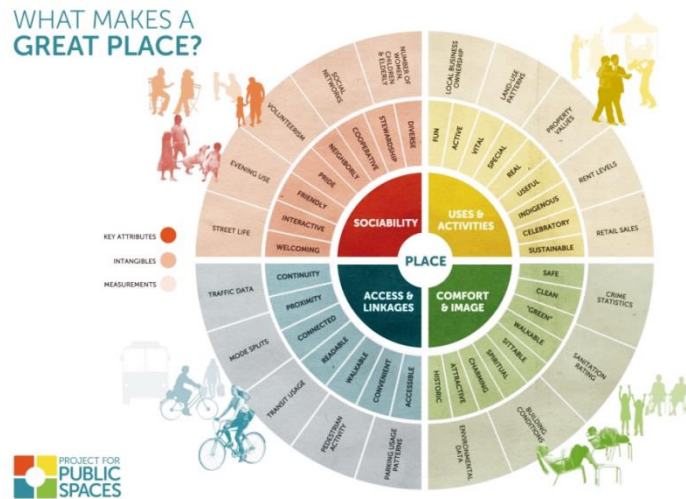 WHAT MAKES A
GREAT PLACE?
KEY ATTRIBUTES
INTANGIBLES
MEASUREMENTS
PLACE
SOCIABILITY
WELCOMING
INTERACTIVE
FRIENDLY
PRIDE
NEIGHBORLY
COOPERATIVE
STEWARDSHIP
DIVERSE
STREET LIFE
EVENING USE
VOLUNTEERISM
SOCIAL
NETWORKS
NUMBER OF
WOMEN,
CHILDREN
& ELDERLY
USES &
ACTIVITIES
FUN
ACTIVE
VITAL
SPECIAL
REAL
USEFUL
INDIGENOUS
CELEBRATORY
SUSTAINABLE
LOCAL BUSINESS
OWNERSHIP
LAND-USE
PATTERNS
PROPERTY
VALUES
RENT LEVELS
RETAIL SALES
ACCESS &
LINKAGES
CONTINUITY
PROXIMITY
CONNECTED
READABLE
WALKABLE
CONVENIENT
ACCESSIBLE
TRAFFIC DATA
MODE SPLITS
TRANSIT USAGE
PEDESTRIAN
ACTIVITY
PARKING USAGE
PATTERNS
COMFORT
& IMAGE
SAFE
CLEAN
"GREEN"
WALKABLE
SITTABLE
SPIRITUAL
CHARMING
ATTRACTIVE
HISTORIC
CRIME
STATISTICS
SANITATION
RATING
BUILDING
CONDITIONS
ENVIRONMENTAL
DATA
PROJECT FOR
PUBLIC
SPACES